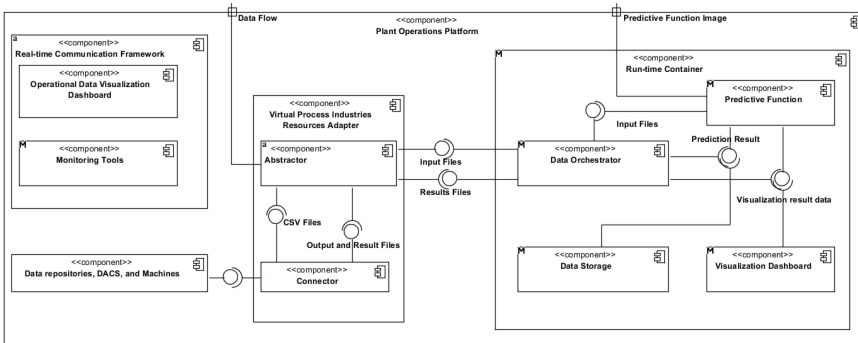 Data Flow
Predictive Function Image
<<component>>
Plant Operations Platform
a
<<component>>
Real-time Communication Framework
<<component>>
Operational Data Visualization
Dashboard
M
<<component>>
Monitoring Tools
<<component>>
Data repositories, DACS, and Machines
<<component>>
Virtual Process Industries
Resources Adapter
a
<<component>>
Abstractor
CSV Files
Output and Result Files
<<component>>
Connector
Input Files
Results Files
M
<<component>>
Run-time Container
M
<<component>>
Predictive Function
Input Files
Prediction Result
M
<<component>>
Data Orchestrator
Visualization result data
M
<<component>>
Data Storage
M
<<component>>
Visualization Dashboard